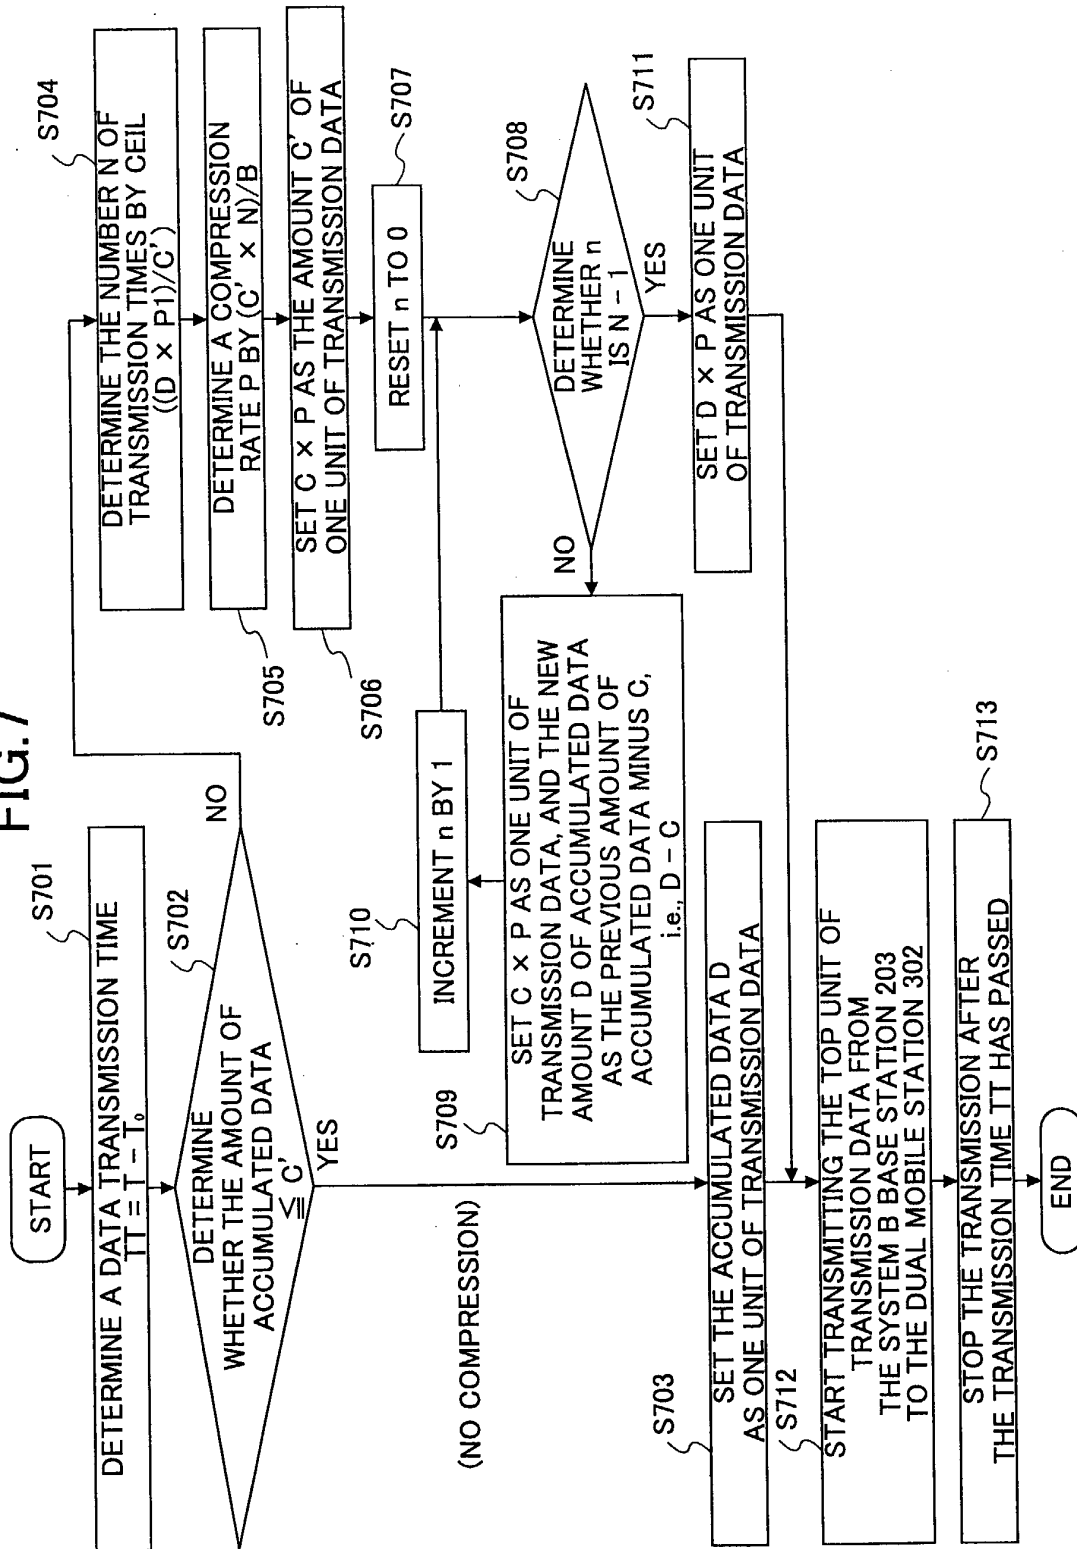 FIG.7
START
S701
DETERMINE A DATA TRANSMISSION TIME
TT = T – T₀
S702
DETERMINE
WHETHER THE AMOUNT OF
ACCUMULATED DATA
≦ C'
NO
YES
(NO COMPRESSION)
S703
SET THE ACCUMULATED DATA D
AS ONE UNIT OF TRANSMISSION DATA
S704
DETERMINE THE NUMBER N OF
TRANSMISSION TIMES BY CEIL
((D × P1)/C')
S705
DETERMINE A COMPRESSION
RATE P BY (C' × N)/B
S706
SET C × P AS THE AMOUNT C' OF
ONE UNIT OF TRANSMISSION DATA
S707
RESET n TO 0
S708
DETERMINE
WHETHER n
IS N – 1
NO
YES
S709
SET C × P AS ONE UNIT OF
TRANSMISSION DATA, AND THE NEW
AMOUNT D OF ACCUMULATED DATA
AS THE PREVIOUS AMOUNT OF
ACCUMULATED DATA MINUS C,
i.e., D – C
S710
INCREMENT n BY 1
S711
SET D × P AS ONE UNIT
OF TRANSMISSION DATA
S712
START TRANSMITTING THE TOP UNIT OF
TRANSMISSION DATA FROM
THE SYSTEM B BASE STATION 203
TO THE DUAL MOBILE STATION 302
S713
STOP THE TRANSMISSION AFTER
THE TRANSMISSION TIME TT HAS PASSED
END